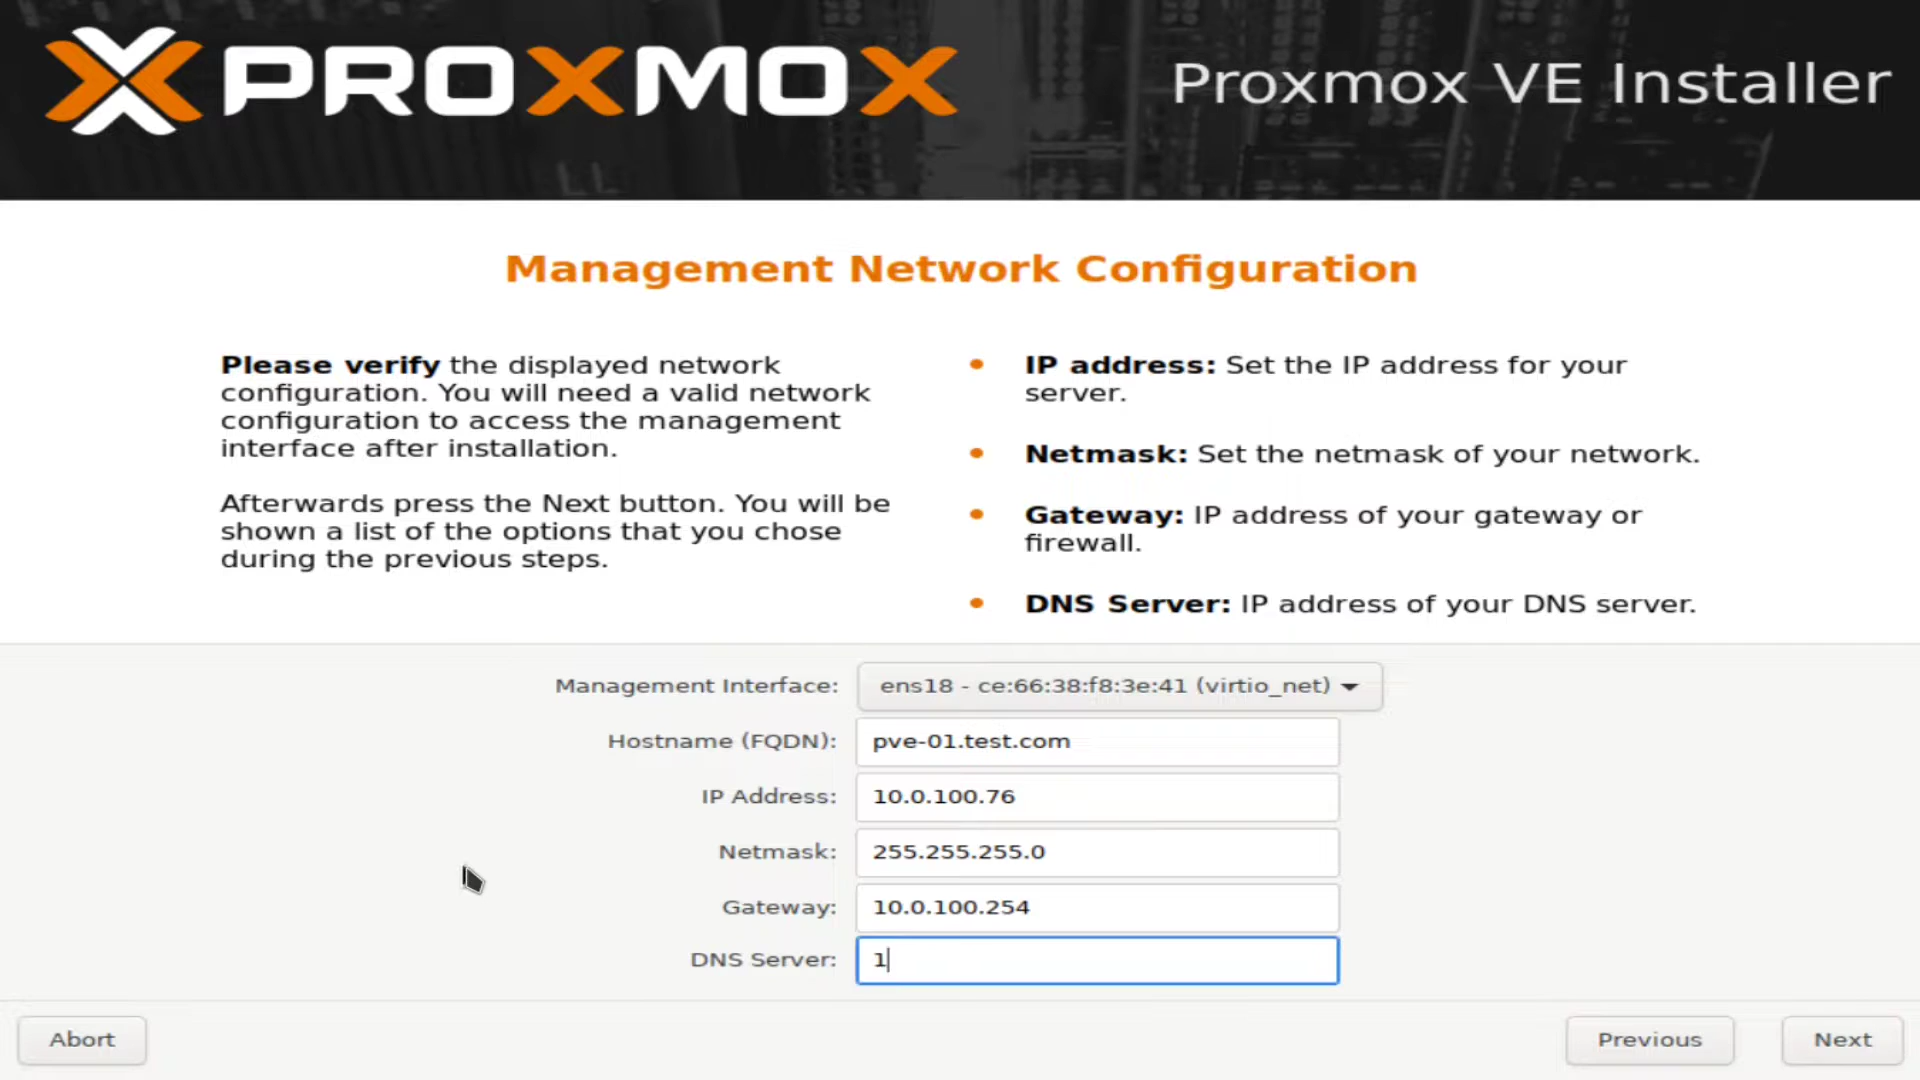 PROXMOX
Proxmox VE Installer
Management Network Configuration
Please verify the displayed network
configuration. You will need a valid network
configuration to access the management
interface after installation.
Afterwards press the Next button. You will be
shown a list of the options that you chose
during the previous steps.
IP address: Set the IP address for your
server.
Netmask: Set the netmask of your network.
Gateway: IP address of your gateway or
firewall.
DNS Server: IP address of your DNS server.
Management Interface: ens18 - ce:66:38:f8:3e:41 (virtio_net)
Hostname (FQDN): pve-01.test.com
IP Address: 10.0.100.76
Netmask: 255.255.255.0
Gateway: 10.0.100.254
DNS Server: 1
Abort Previous Next